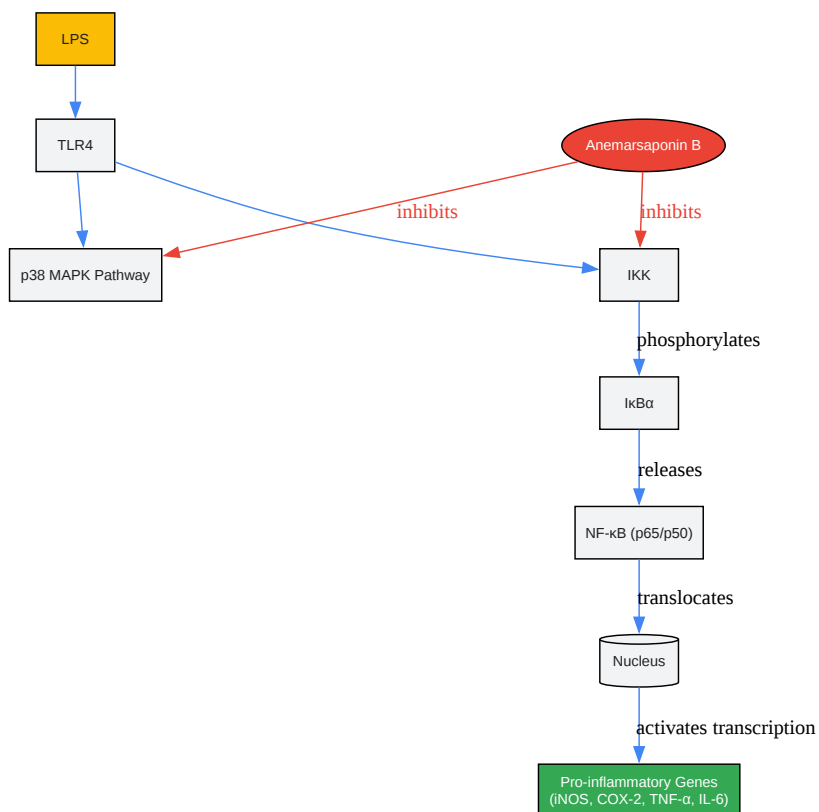 LPS
TLR4
Anemarsaponin B
inhibits
inhibits
p38 MAPK Pathway
IKK
phosphorylates
IκBα
releases
NF-κB (p65/p50)
translocates
Nucleus
activates transcription
Pro-inflammatory Genes
(iNOS, COX-2, TNF-α, IL-6)